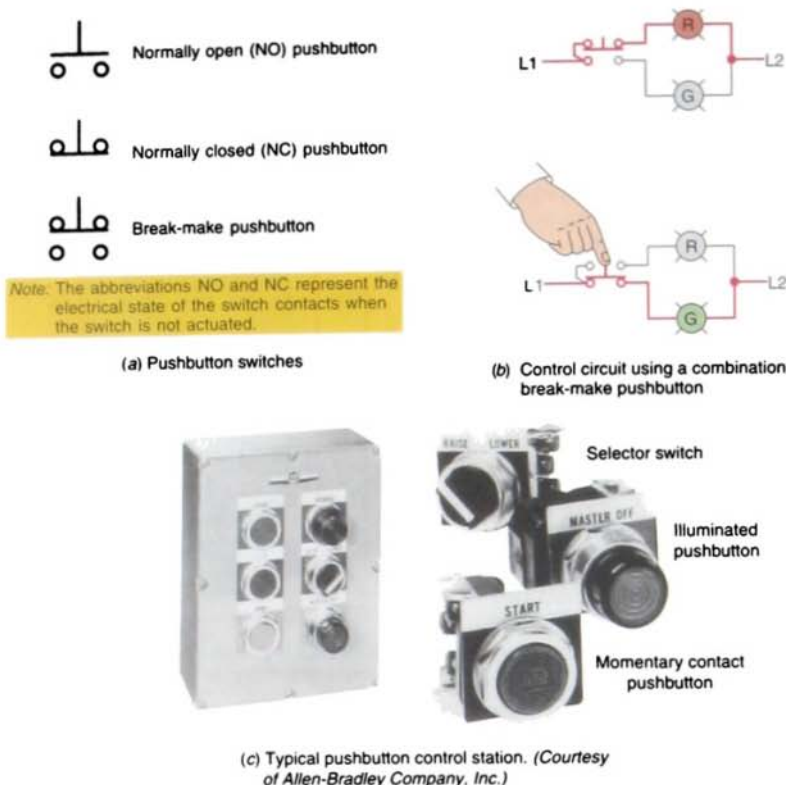 Normally open (NO) pushbutton
Normally closed (NC) pushbutton
Break-make pushbutton
Note: The abbreviations NO and NC represent the
electrical state of the switch contacts when
the switch is not actuated.
(a) Pushbutton switches
L1
R
G
L2
L1
R
G
L2
(b) Control circuit using a combination
break-make pushbutton
RAISE LOWER
Selector switch
MASTER OFF
Illuminated
pushbutton
START
Momentary contact
pushbutton
(c) Typical pushbutton control station. (Courtesy
of Allen-Bradley Company, Inc.)